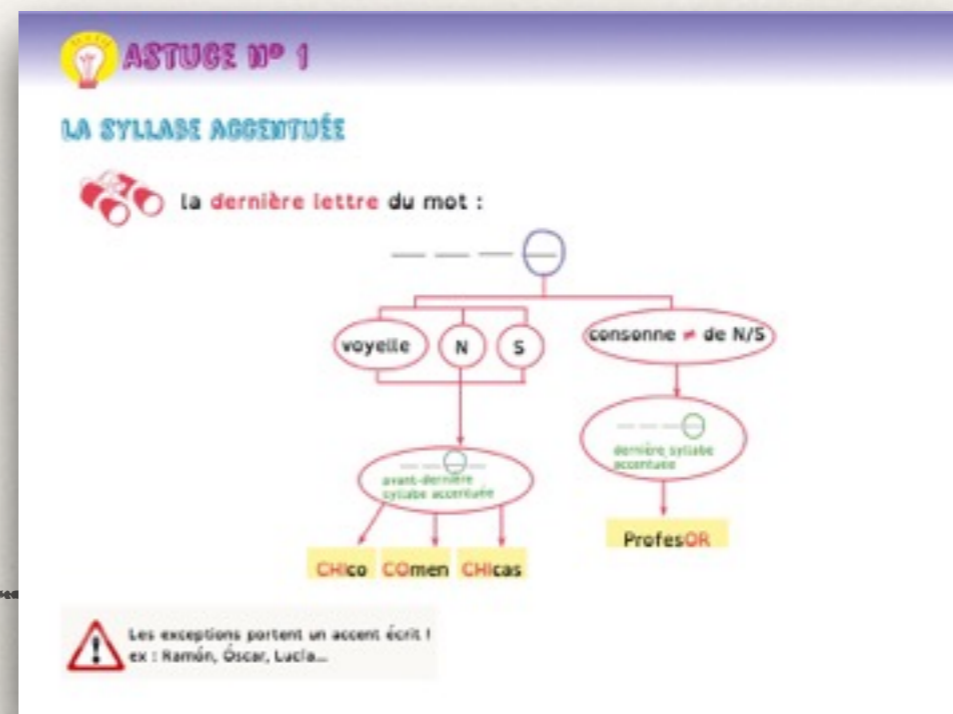 ASTUCE Nº 1
LA SYLLABE ACCENTUÉE
la dernière lettre du mot :
voyelle
N
S
consonne ≠ de N/S
avant-dernière
syllabe accentuée
dernière syllabe
accentuée
CHIco
COmen
CHIcas
ProfesOR
Les exceptions portent un accent écrit !
ex : Ramón, Óscar, Lucía...